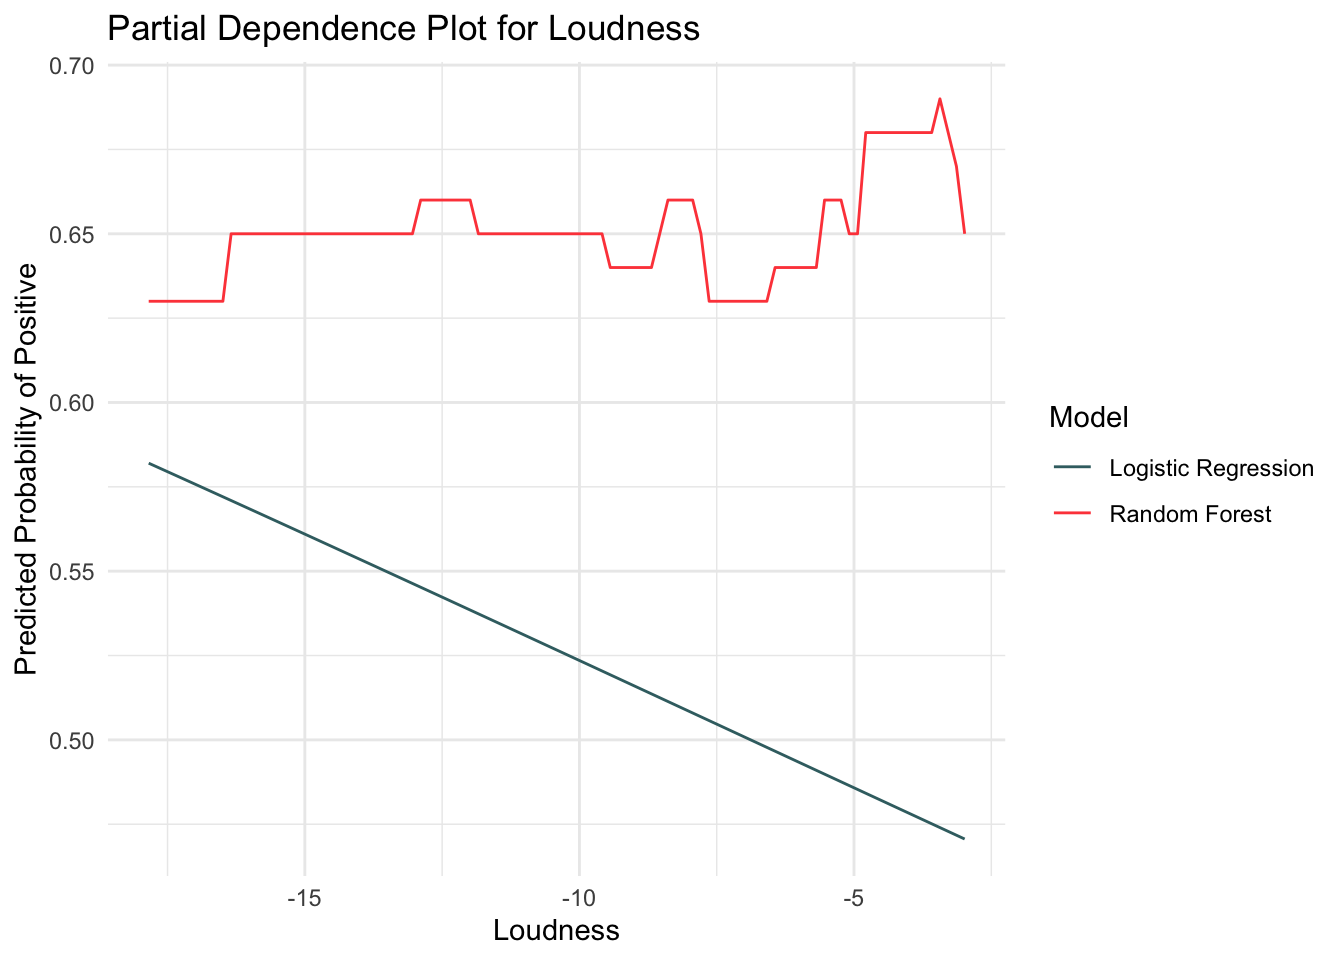 Partial Dependence Plot for Loudness
0.70
0.65
0.60
0.55
0.50
Predicted Probability of Positive
-15
-10
-5
Loudness
Model
Logistic Regression
Random Forest